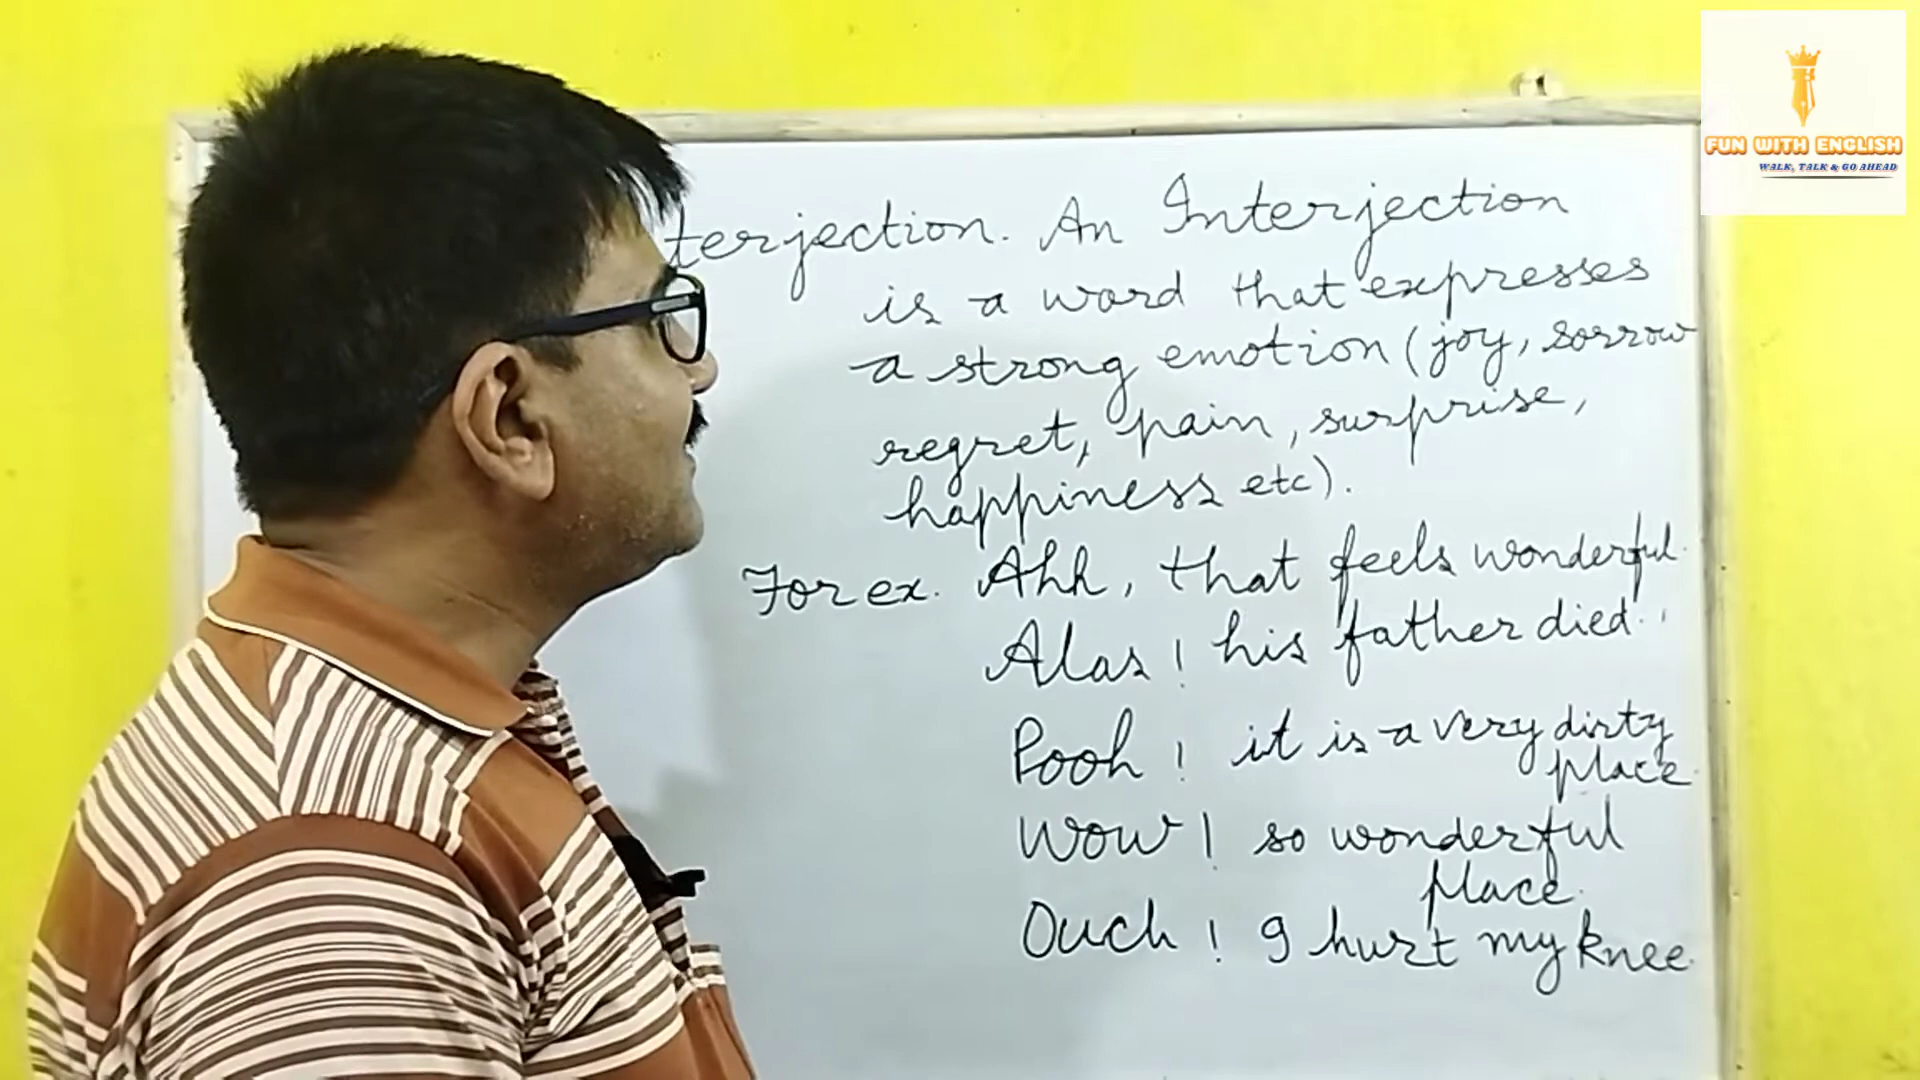 terjection. An Interjection
is a word that expresses
a strong emotion (joy, sorrow
regret, pain, surprise,
happiness etc).
For ex. Ahh, that feels wonderful.
Alas! his father died.
Pooh! it is a very dirty
place.
Wow! so wonderful
place.
Ouch! I hurt my knee.
FUN WITH ENGLISH
WALK, TALK & GO AHEAD